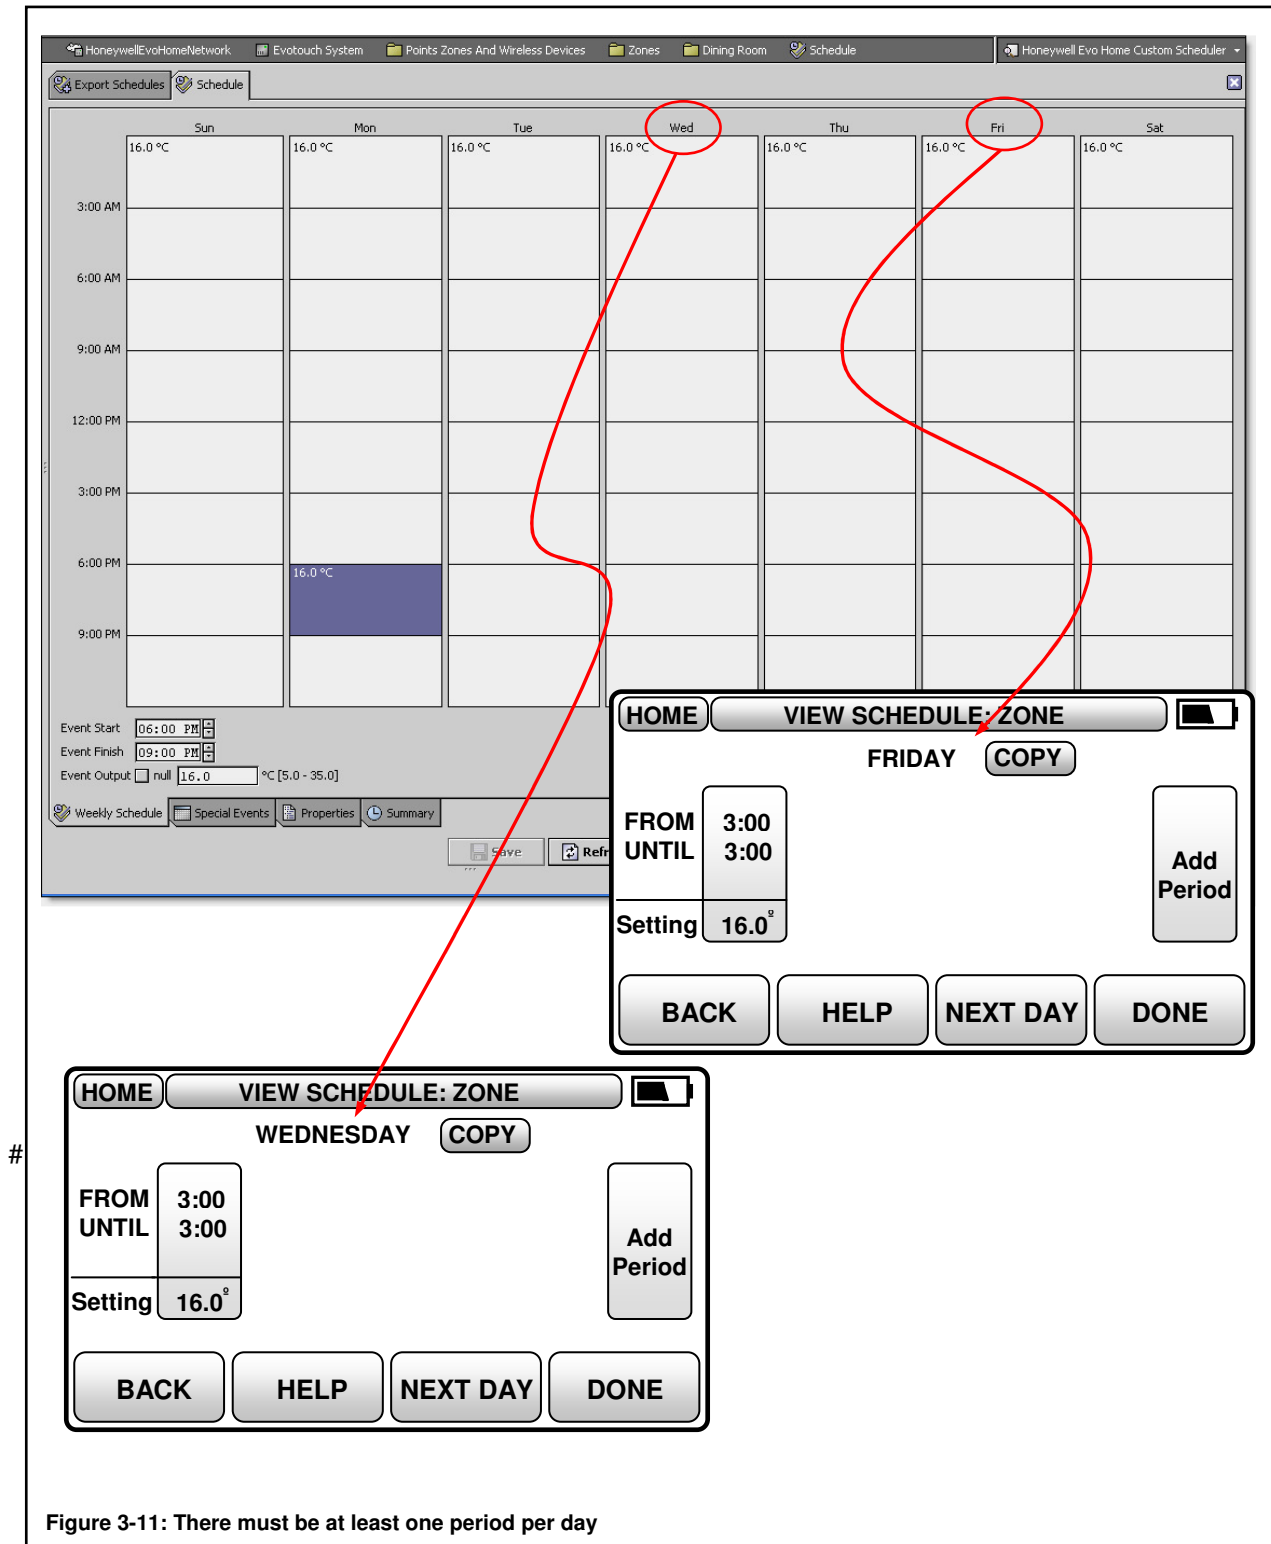 HoneywellEvoHomeNetwork Evotouch System Points Zones And Wireless Devices Zones Dining Room Schedule Honeywell Evo Home Custom Scheduler
Export Schedules Schedule
Sun Mon Tue Wed Thu Fri Sat
16.0 °C 16.0 °C 16.0 °C 16.0 °C 16.0 °C 16.0 °C 16.0 °C
3:00 AM
6:00 AM
9:00 AM
12:00 PM
3:00 PM
6:00 PM
16.0 °C
9:00 PM
Event Start 06:00 PM
Event Finish 09:00 PM
Event Output null 16.0 °C [5.0 - 35.0]
Weekly Schedule Special Events Properties Summary
Save Refr
HOME VIEW SCHEDULE: ZONE
FRIDAY COPY
FROM 3:00
UNTIL 3:00
Add
Period
Setting 16.0º
BACK HELP NEXT DAY DONE
HOME VIEW SCHEDULE: ZONE
WEDNESDAY COPY
#
FROM 3:00
UNTIL 3:00
Add
Period
Setting 16.0º
BACK HELP NEXT DAY DONE
Figure 3-11: There must be at least one period per day